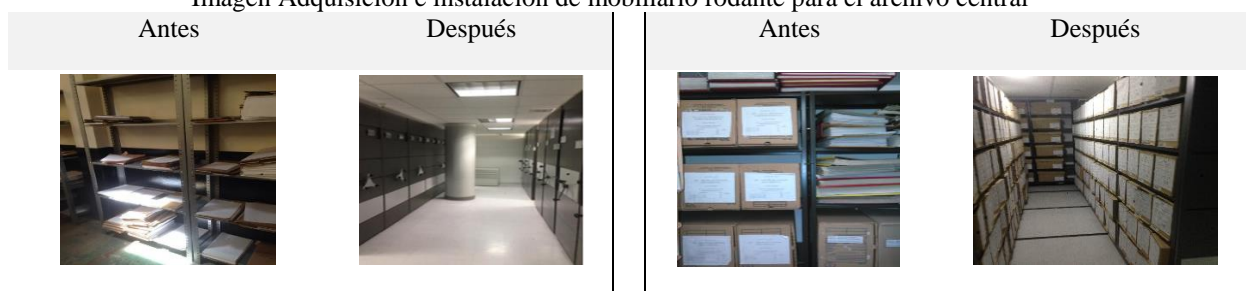 Imagen Adquisición e instalación de mobiliario rodante para el archivo central
Antes
Después
Antes
Después